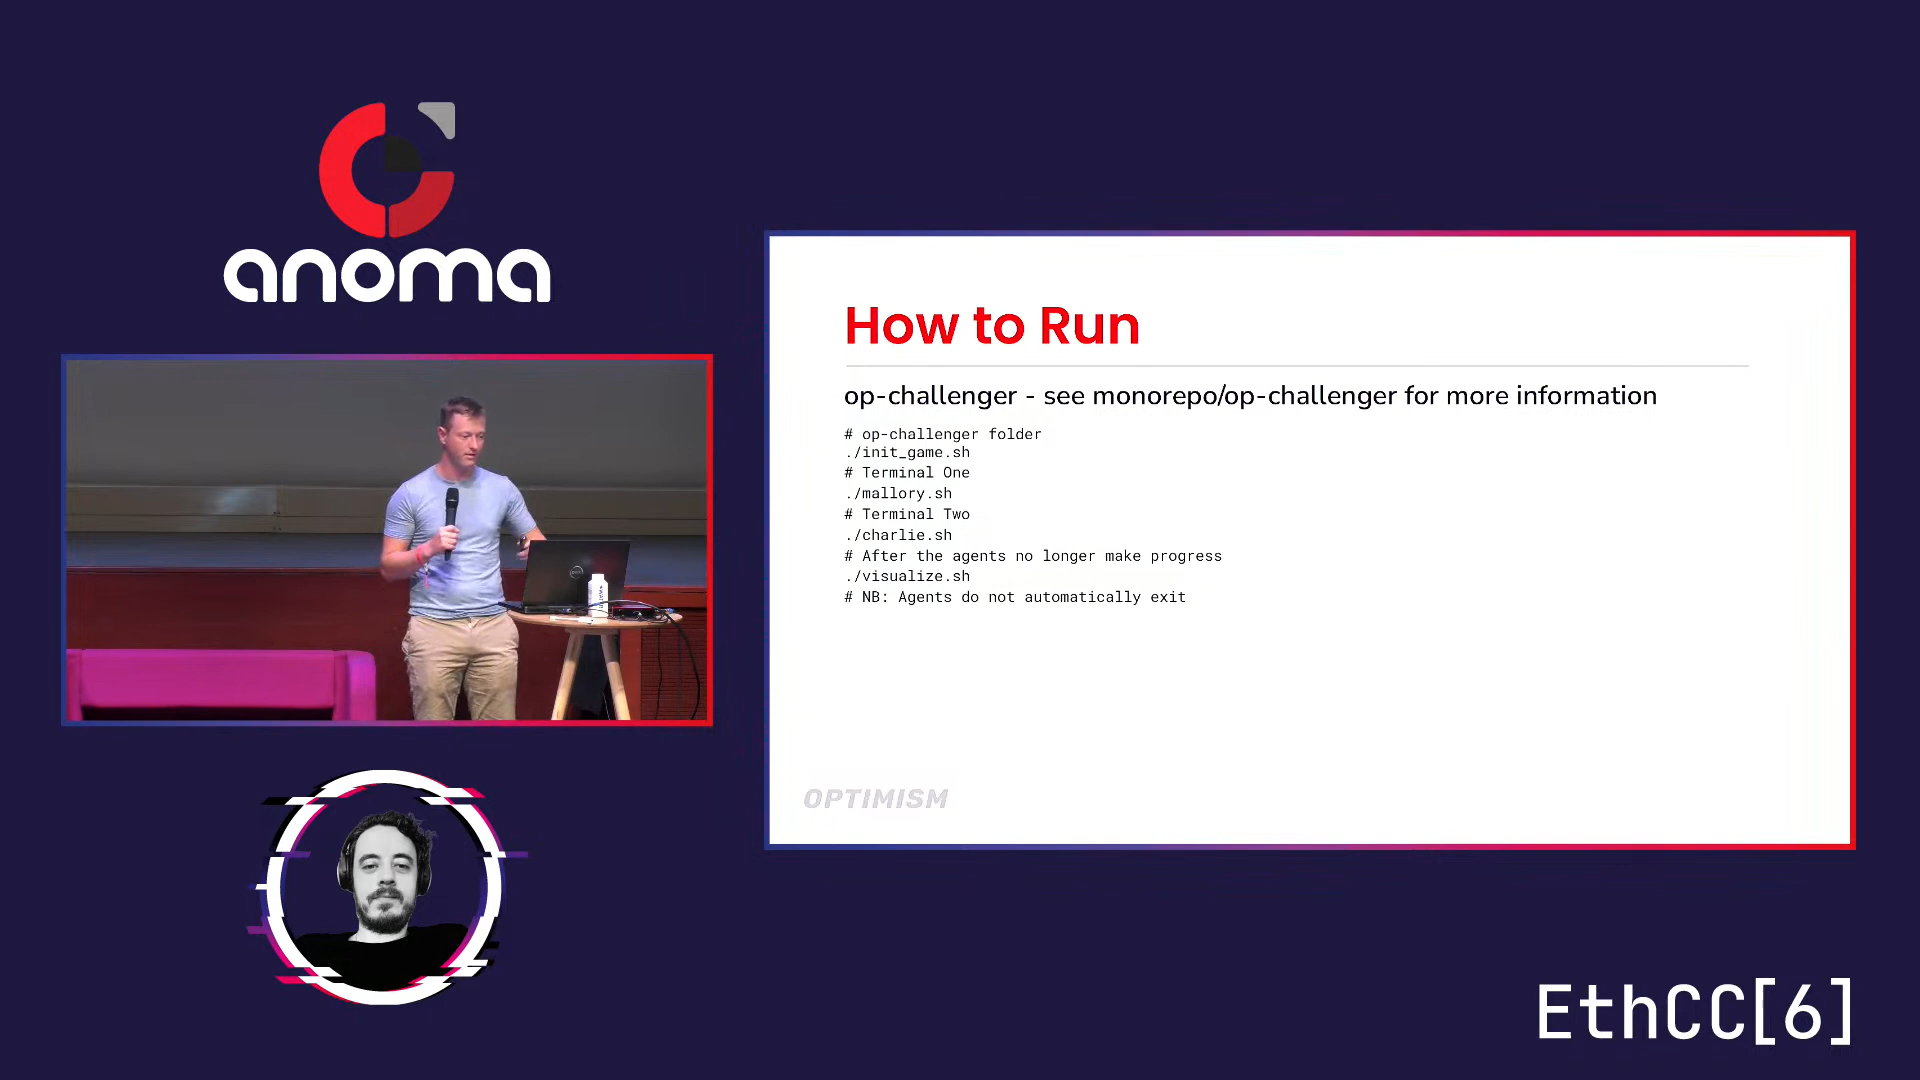 anoma
How to Run
op-challenger - see monorepo/op-challenger for more information
# op-challenger folder
./init_game.sh
# Terminal One
./mallory.sh
# Terminal Two
./charlie.sh
# After the agents no longer make progress
./visualize.sh
# NB: Agents do not automatically exit
OPTIMISM
EthCC[6]